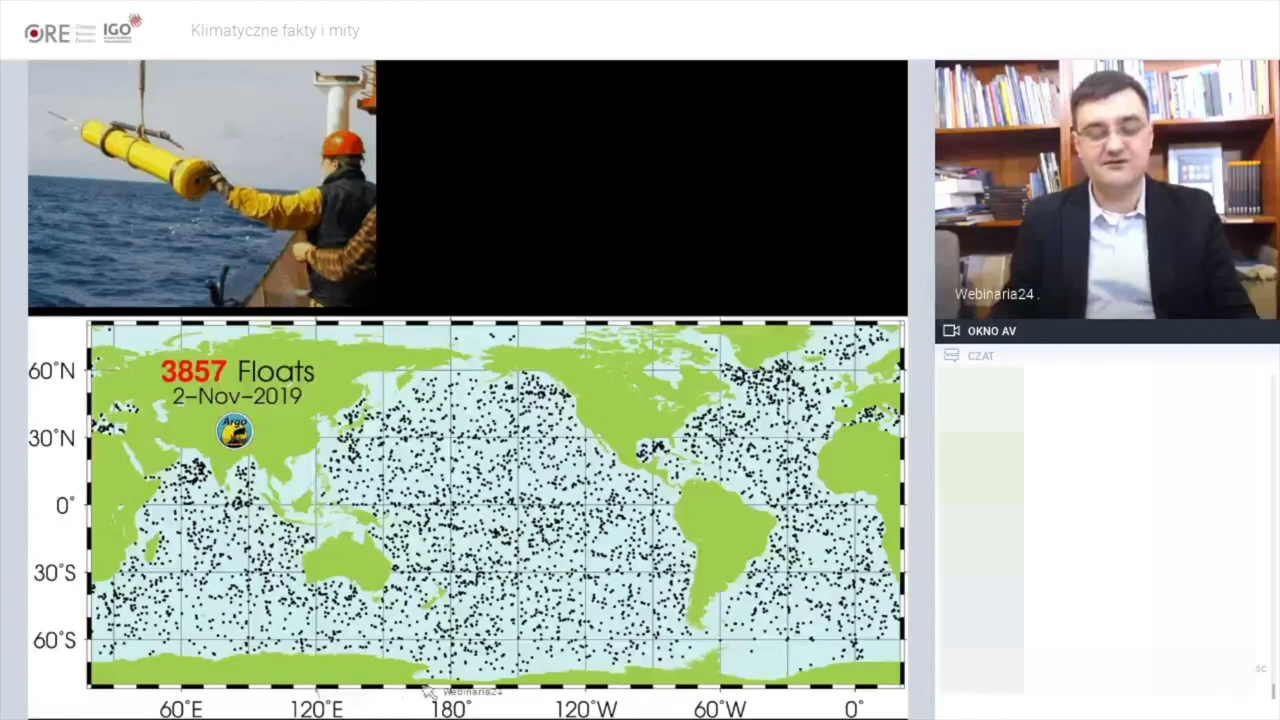 ORE
IGO
Klimatyczne fakty i mity
Webinaria24 .
OKNO AV
CZAT
3857 Floats
2-Nov-2019
Argo
60°N
30°N
0°
30°S
60°S
Webinaria24
60°E 120°E 180° 120°W 60°W 0°